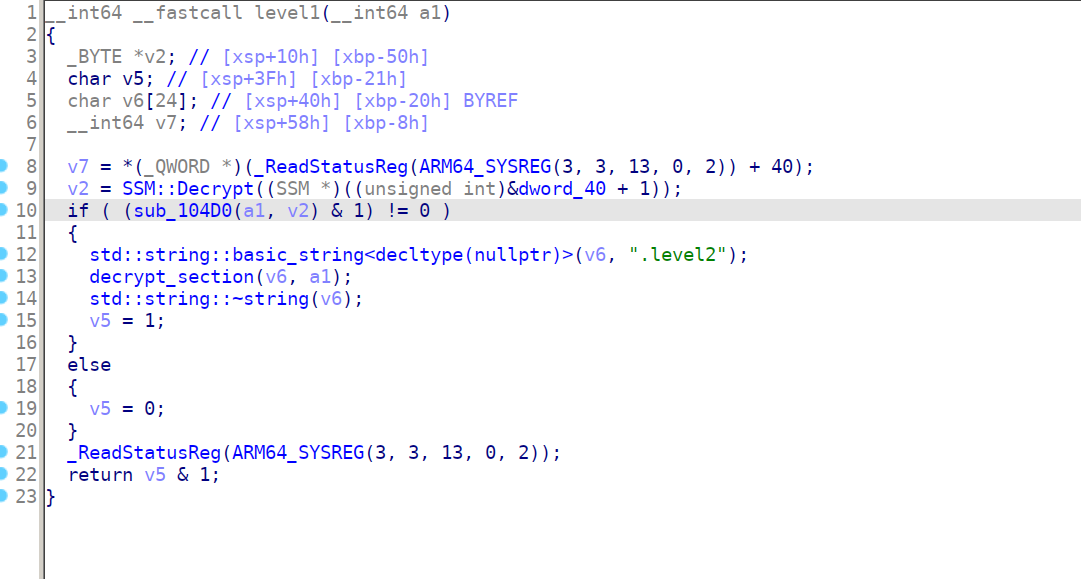 1 __int64 __fastcall level1(__int64 a1)
2 {
3   _BYTE *v2; // [xsp+10h] [xbp-50h]
4   char v5; // [xsp+3Fh] [xbp-21h]
5   char v6[24]; // [xsp+40h] [xbp-20h] BYREF
6   __int64 v7; // [xsp+58h] [xbp-8h]
7
8   v7 = *(_QWORD *)(_ReadStatusReg(ARM64_SYSREG(3, 3, 13, 0, 2)) + 40);
9   v2 = SSM::Decrypt((SSM *)((unsigned int)&dword_40 + 1));
10   if ( (sub_104D0(a1, v2) & 1) != 0 )
11   {
12     std::string::basic_string<decltype(nullptr)>(v6, ".level2");
13     decrypt_section(v6, a1);
14     std::string::~string(v6);
15     v5 = 1;
16   }
17   else
18   {
19     v5 = 0;
20   }
21   _ReadStatusReg(ARM64_SYSREG(3, 3, 13, 0, 2));
22   return v5 & 1;
23 }